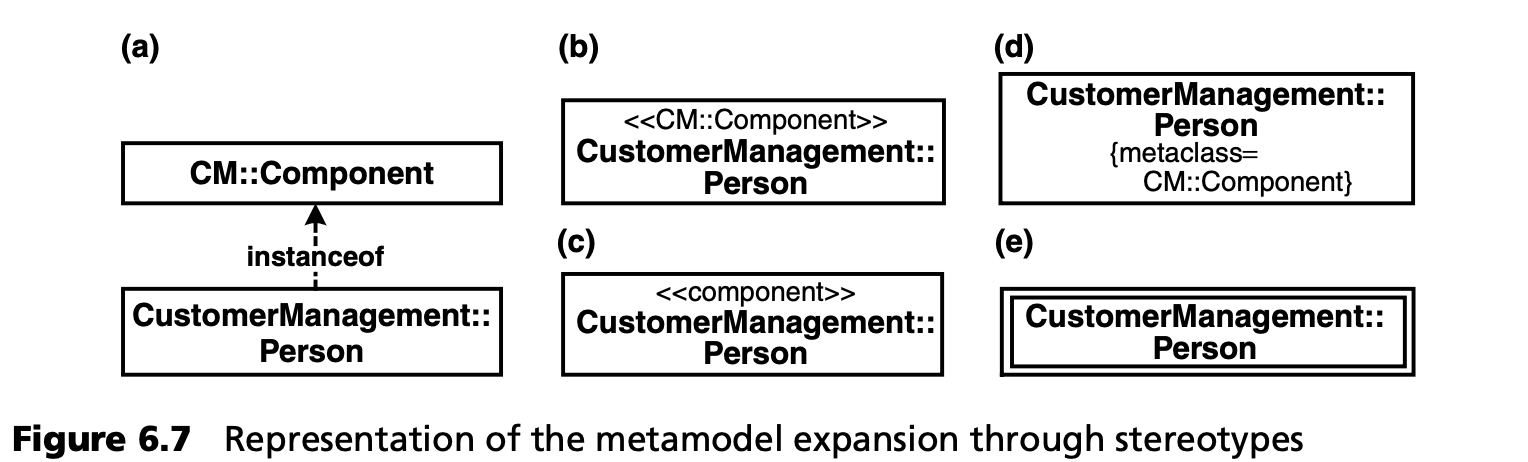 (a)
CM::Component
instanceof
CustomerManagement::
Person
(b)
<<CM::Component>>
CustomerManagement::
Person
(c)
<<component>>
CustomerManagement::
Person
(d)
CustomerManagement::
Person
{metaclass=
CM::Component}
(e)
CustomerManagement::
Person
Figure 6.7 Representation of the metamodel expansion through stereotypes